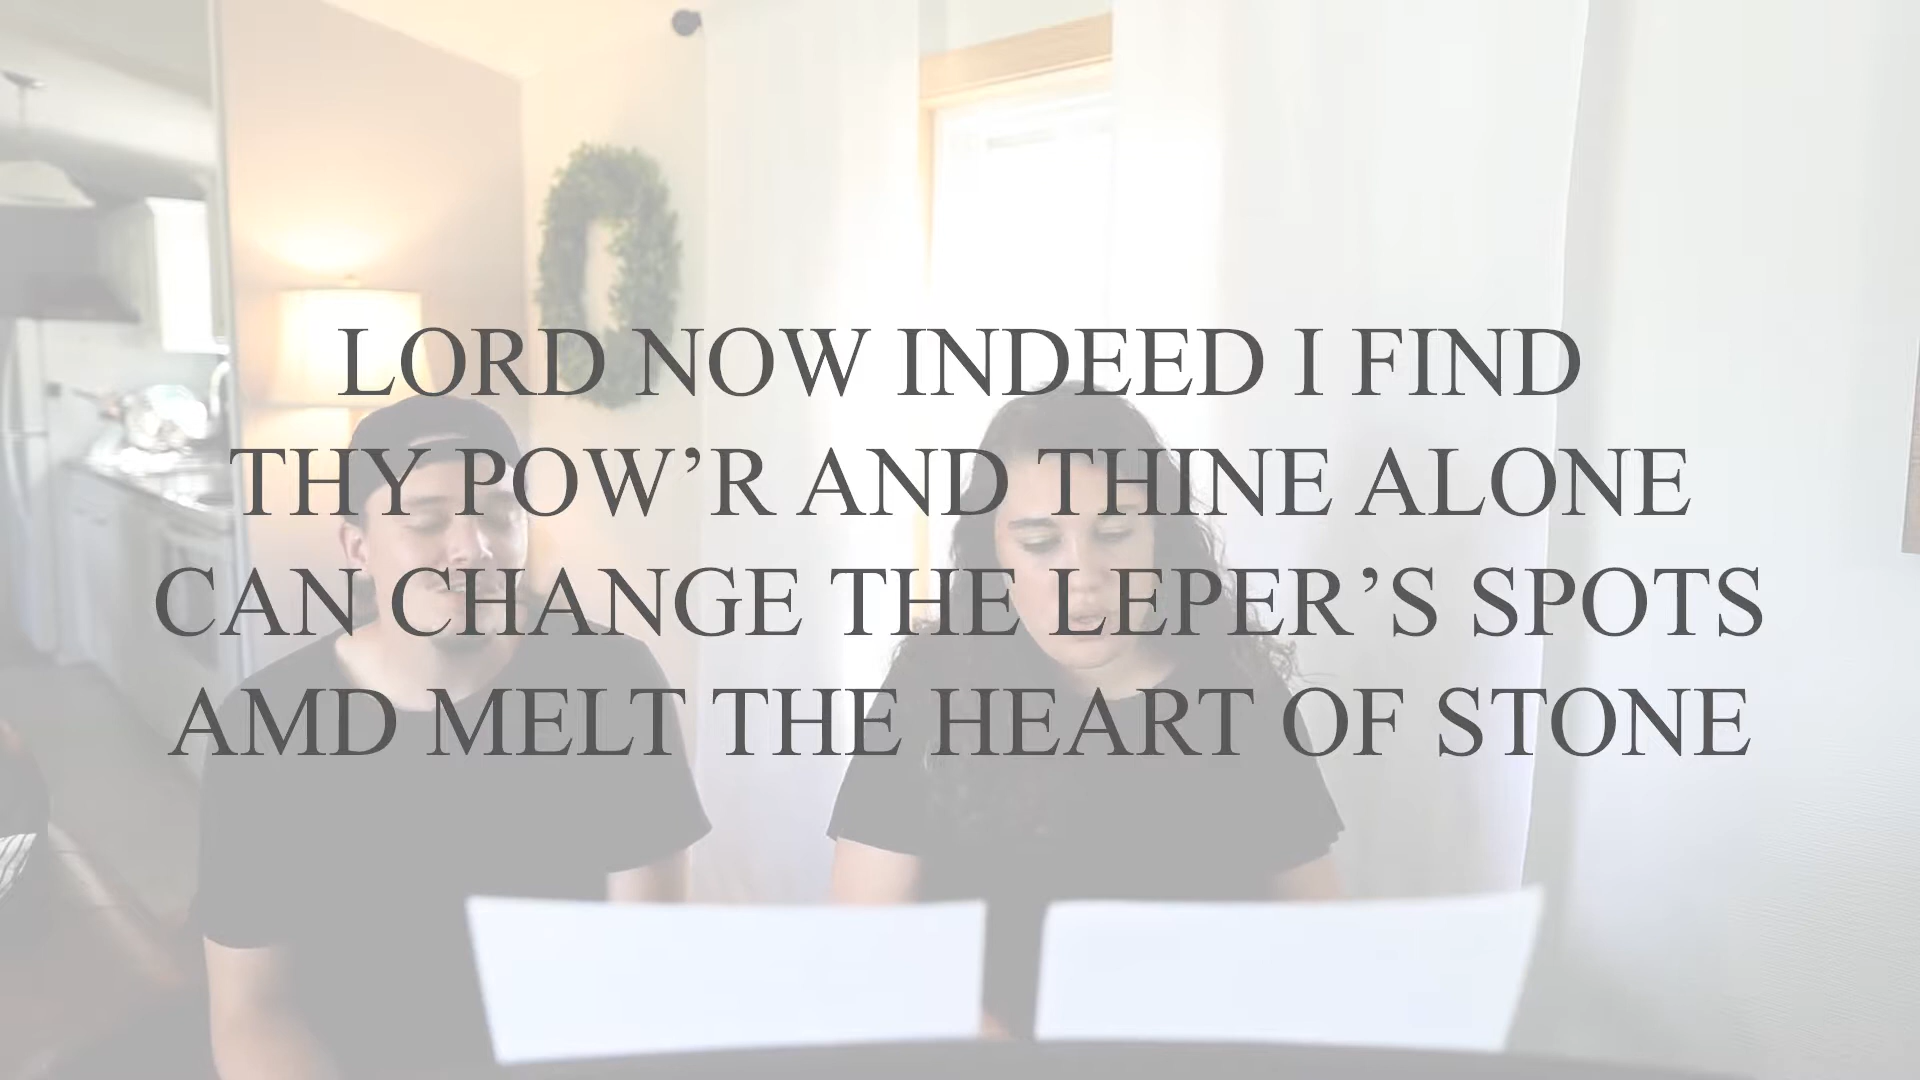 LORD NOW INDEED I FIND
THY POW’R AND THINE ALONE
CAN CHANGE THE LEPER’S SPOTS
AMD MELT THE HEART OF STONE